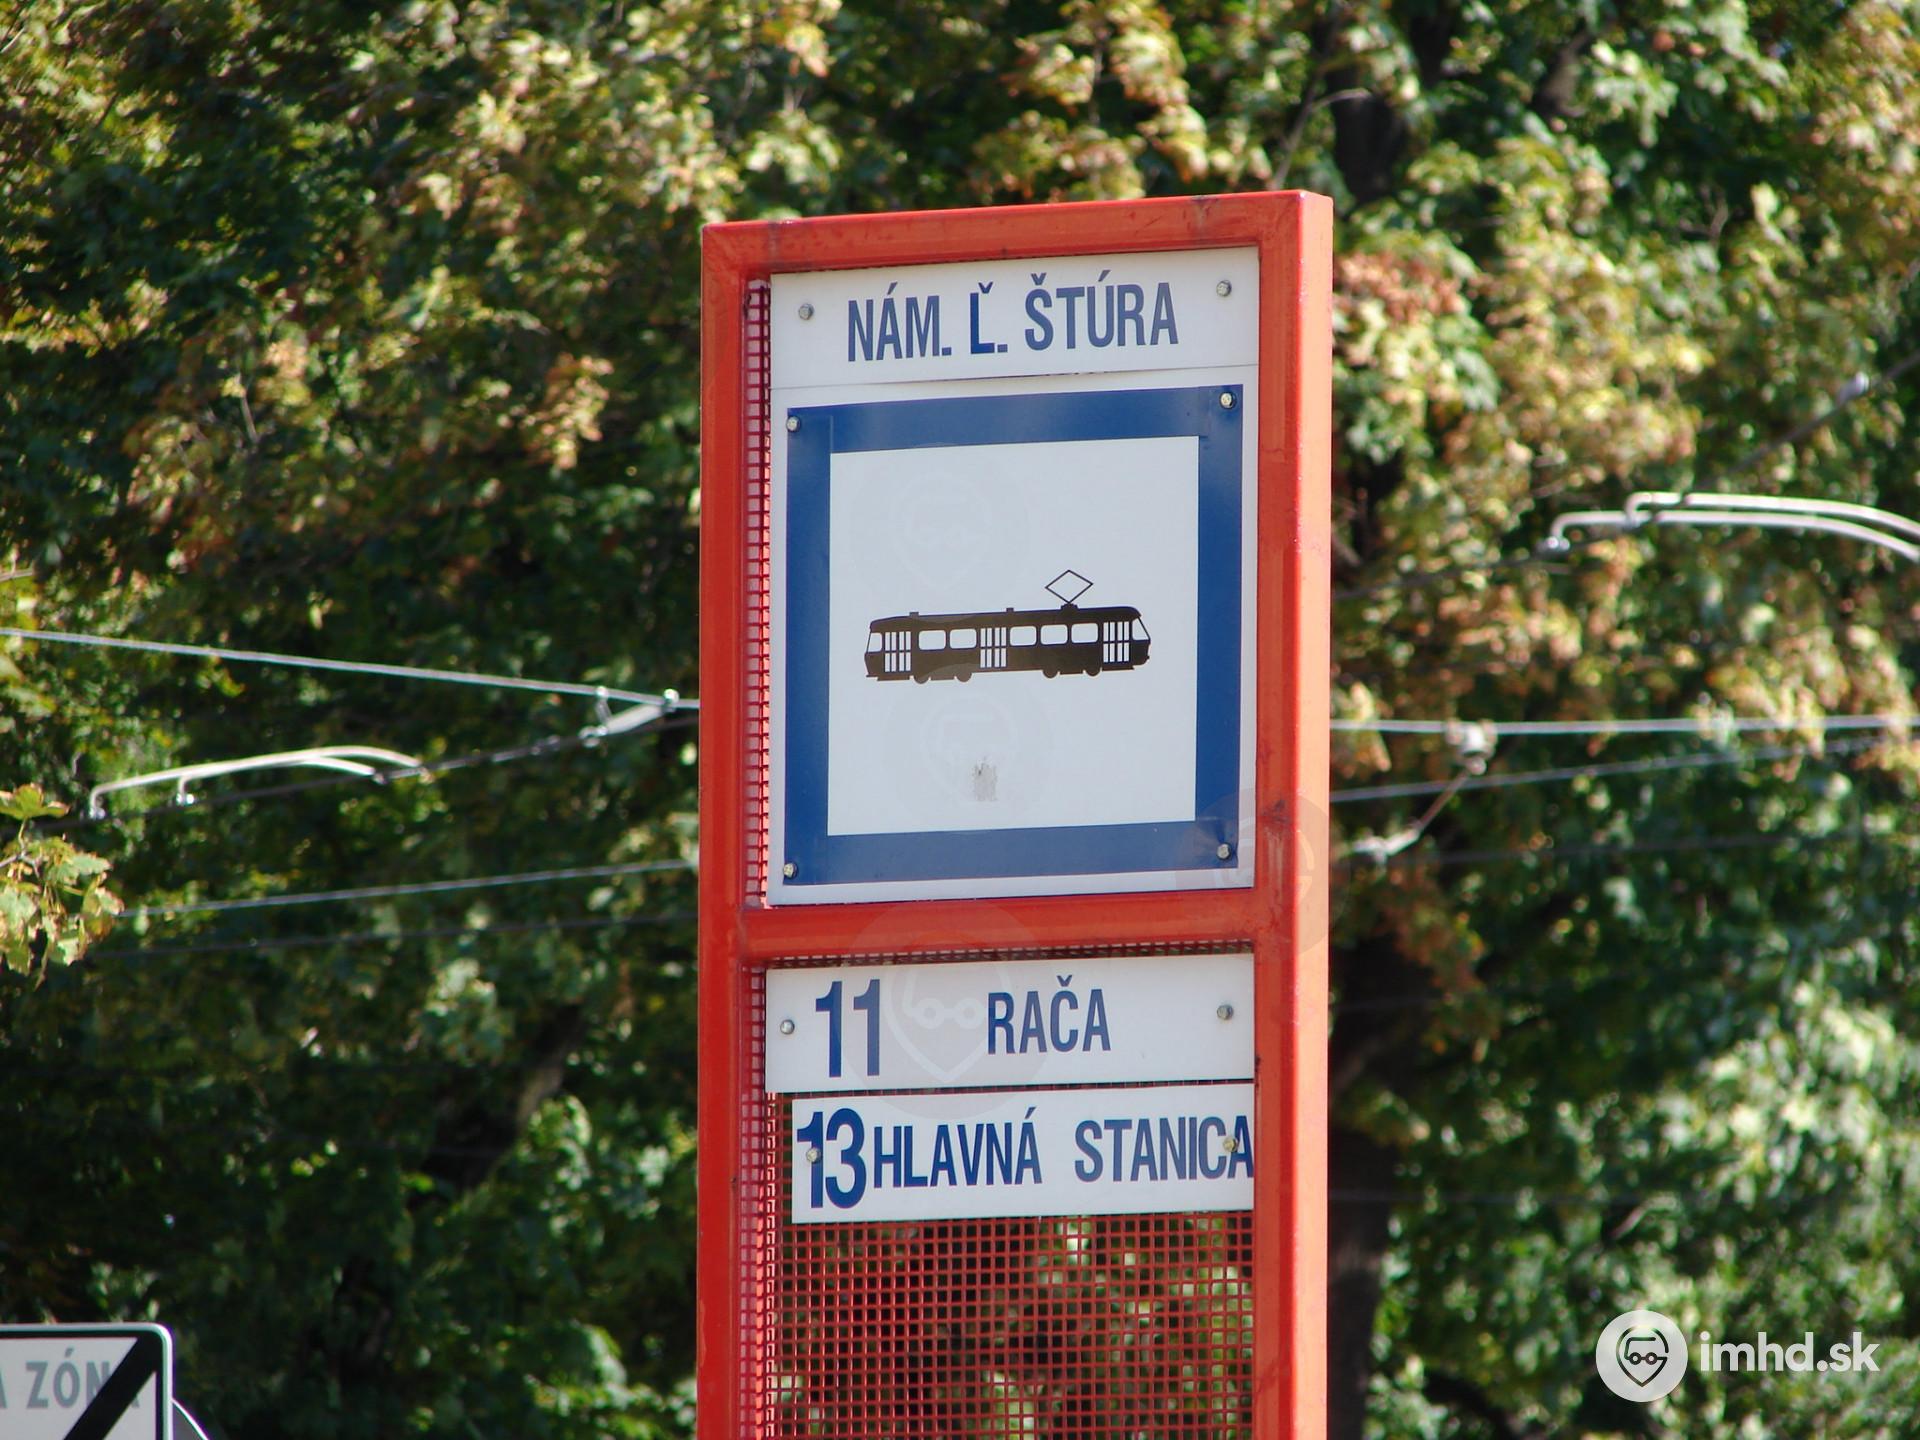 NÁM. Ľ. ŠTÚRA
11 RAČA
13 HLAVNÁ STANICA
imhd.sk